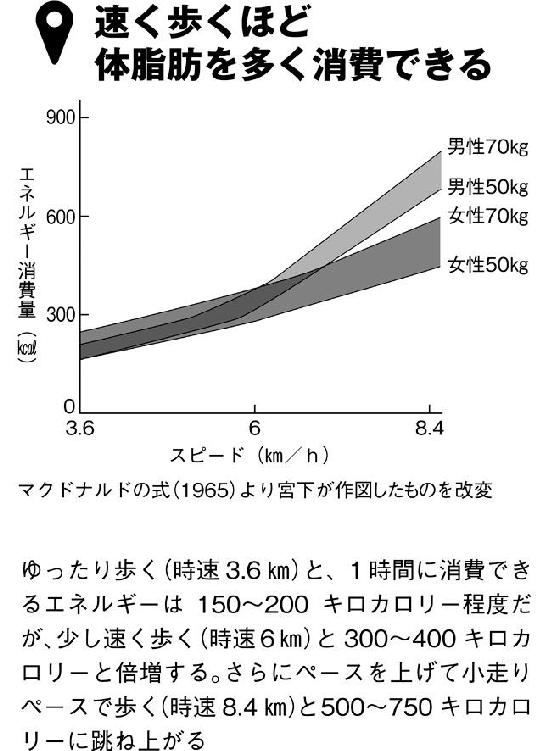 速く歩くほど
体脂肪を多く消費できる
900
600
300
0
エネルギー消費量(㎉)
男性70kg
男性50kg
女性70kg
女性50kg
3.6
6
8.4
スピード（㎞／h）
マクドナルドの式(1965)より宮下が作図したものを改変
ゆったり歩く(時速3.6㎞)と、1時間に消費でき
るエネルギーは 150〜200 キロカロリー程度だ
が、少し速く歩く(時速6㎞)と 300〜400 キロカ
ロリーと倍増する。さらにペースを上げて小走り
ペースで歩く(時速8.4㎞)と500〜750 キロカロ
リーに跳ね上がる